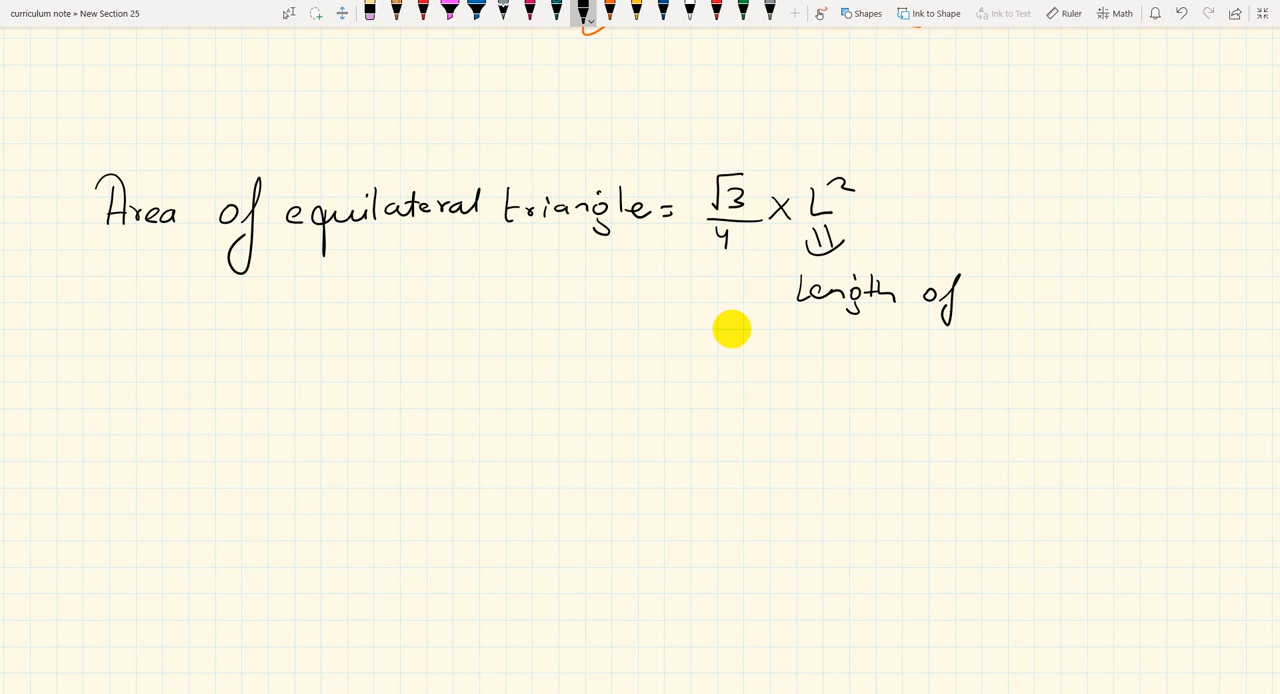 curriculum note » New Section 25
Shapes Ink to Shape Ink to Text Ruler Math
Area of equilateral triangle = √3/4 × L²
Length of